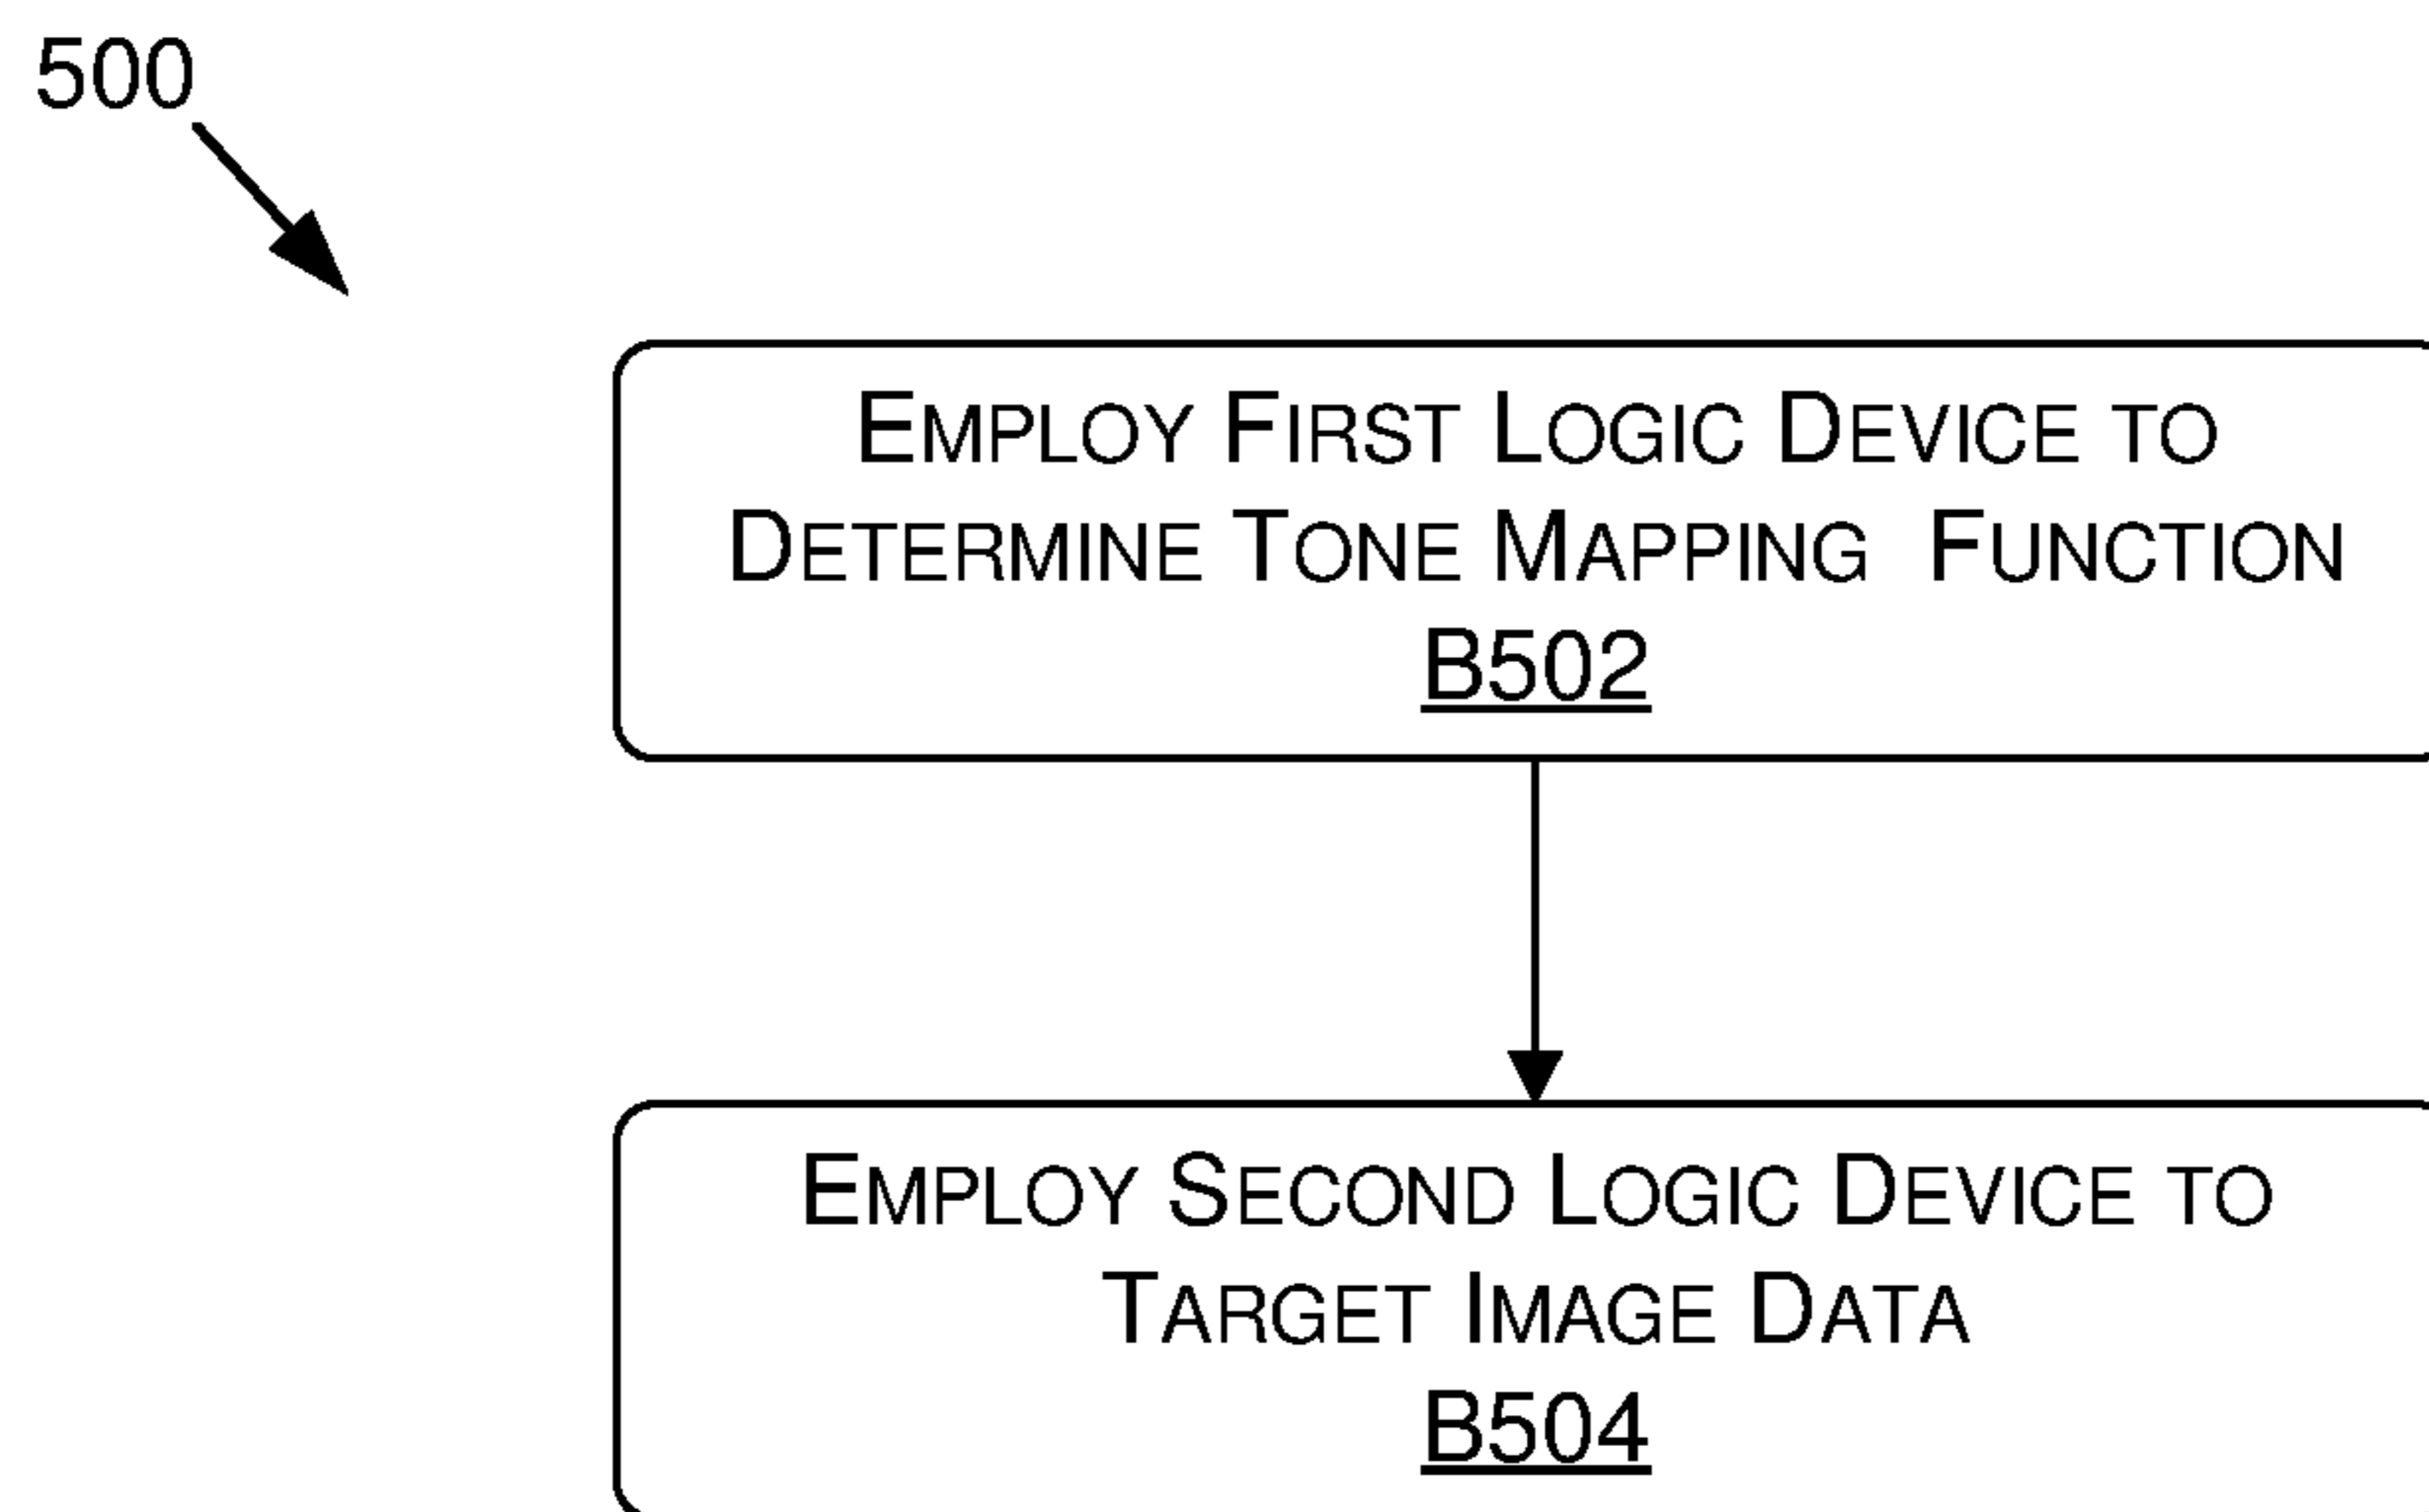 500
EMPLOY FIRST LOGIC DEVICE TO
DETERMINE TONE MAPPING FUNCTION
B502
EMPLOY SECOND LOGIC DEVICE TO
TARGET IMAGE DATA
B504